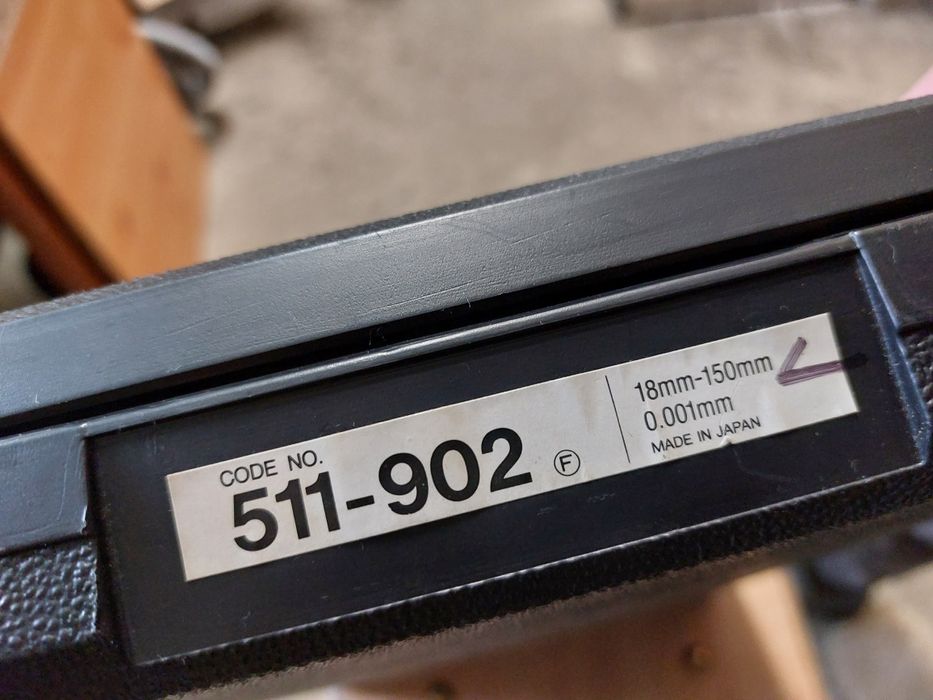 CODE NO.
511-902 Ⓕ
18mm-150mm
0.001mm
MADE IN JAPAN